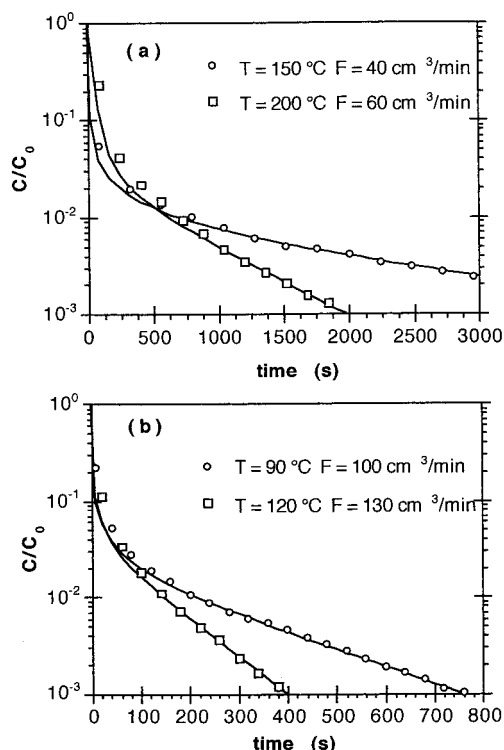 10⁰
( a )
T = 150 °C F = 40 cm ³/min
T = 200 °C F = 60 cm ³/min
10⁻¹
C/C₀
10⁻²
10⁻³
0 500 1000 1500 2000 2500 3000
time (s)
10⁰
( b )
T = 90 °C F = 100 cm ³/min
T = 120 °C F = 130 cm ³/min
10⁻¹
C/C₀
10⁻²
10⁻³
0 100 200 300 400 500 600 700 800
time (s)